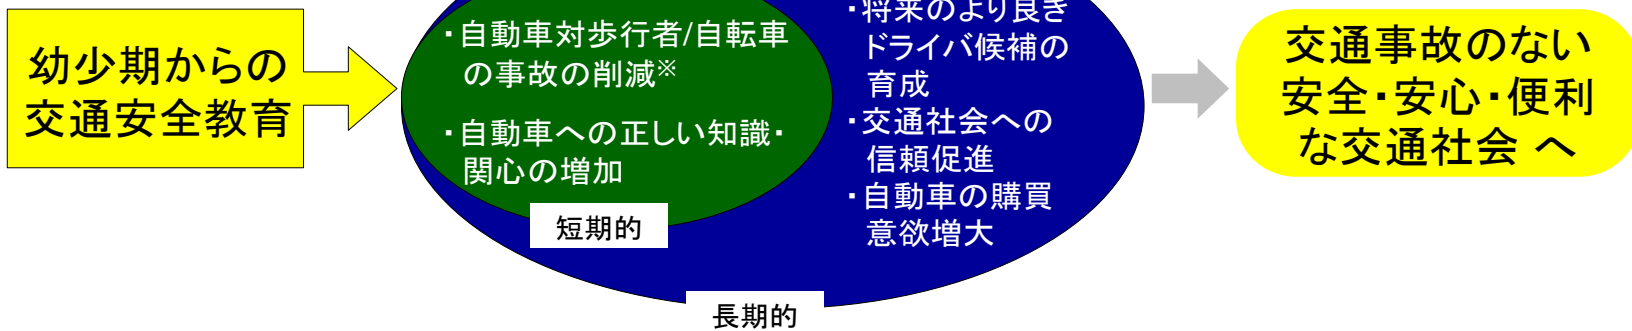 幼少期からの
交通安全教育
・自動車対歩行者/自転車
の事故の削減※
・自動車への正しい知識・
関心の増加
短期的
・将来のより良き
ドライバ候補の
育成
・交通社会への
信頼促進
・自動車の購買
意欲増大
長期的
交通事故のない
安全・安心・便利
な交通社会 へ